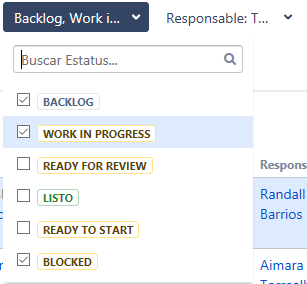 Backlog, Work i...
Responsable: T...
Buscar Estatus...
BACKLOG
WORK IN PROGRESS
READY FOR REVIEW
LISTO
READY TO START
BLOCKED
Respons
Randall
Barrios
Aimara